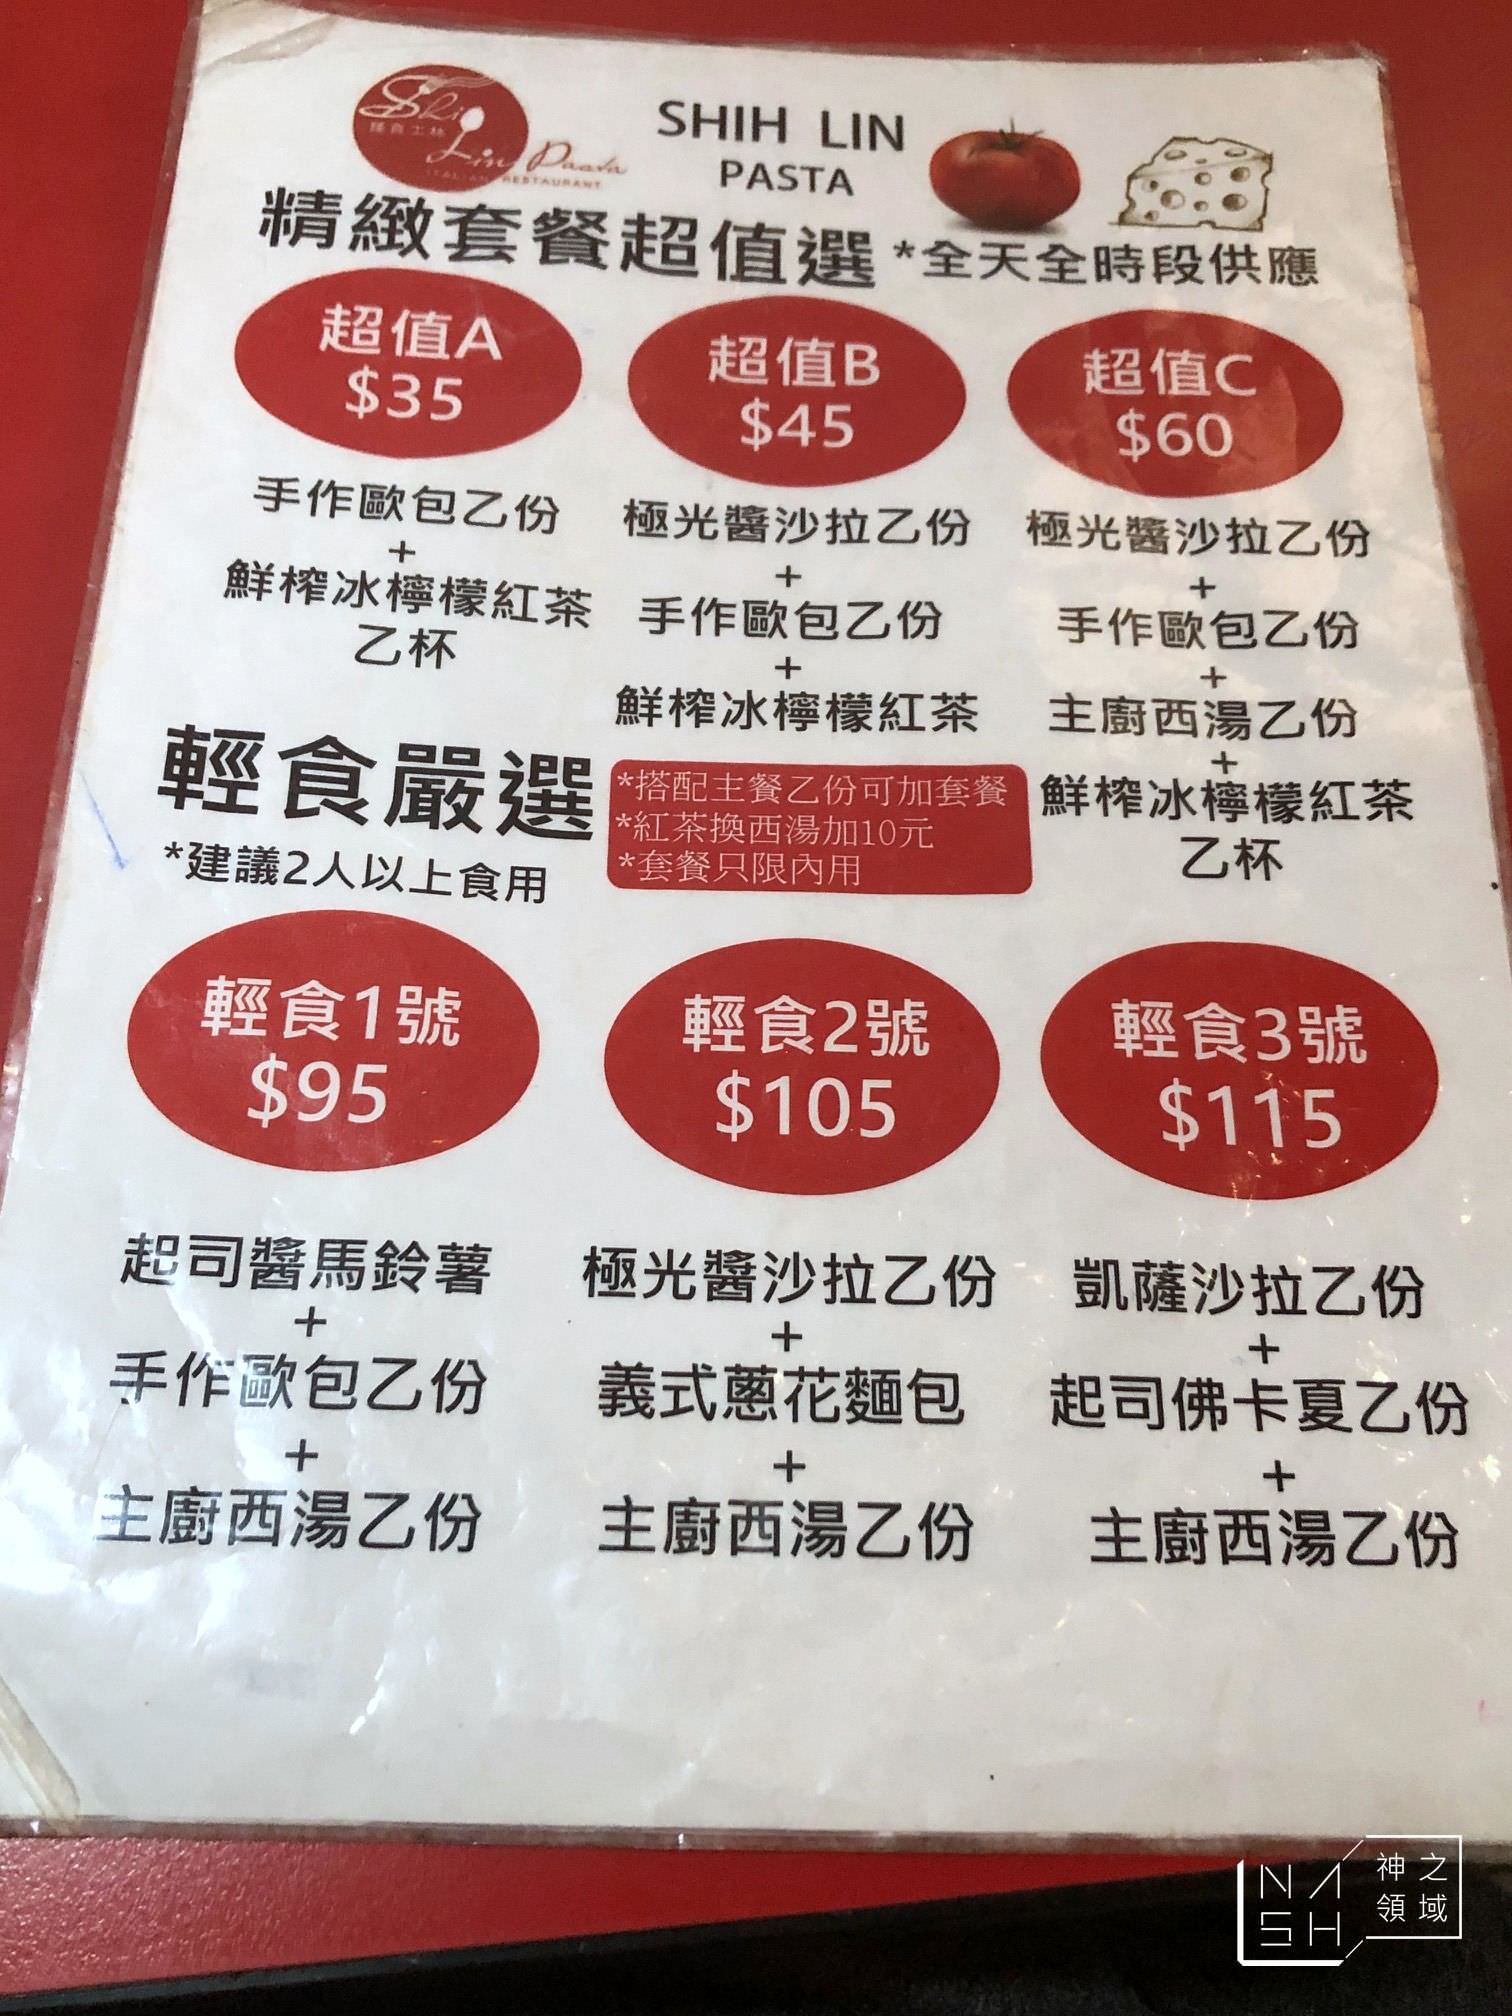 Shi Lin Pasta
ITALIAN RESTAURANT
SHIH LIN
PASTA
精緻套餐超值選 *全天全時段供應
超值A
$35
手作歐包乙份
+
鮮榨冰檸檬紅茶
乙杯
超值B
$45
極光醬沙拉乙份
+
手作歐包乙份
+
鮮榨冰檸檬紅茶
超值C
$60
極光醬沙拉乙份
+
手作歐包乙份
+
主廚西湯乙份
+
鮮榨冰檸檬紅茶
乙杯
*搭配主餐乙份可加套餐
*紅茶換西湯加10元
*套餐只限內用
輕食嚴選
*建議2人以上食用
輕食1號
$95
起司醬馬鈴薯
+
手作歐包乙份
+
主廚西湯乙份
輕食2號
$105
極光醬沙拉乙份
+
義式蔥花麵包
+
主廚西湯乙份
輕食3號
$115
凱薩沙拉乙份
+
起司佛卡夏乙份
+
主廚西湯乙份
NASH
神之
領域